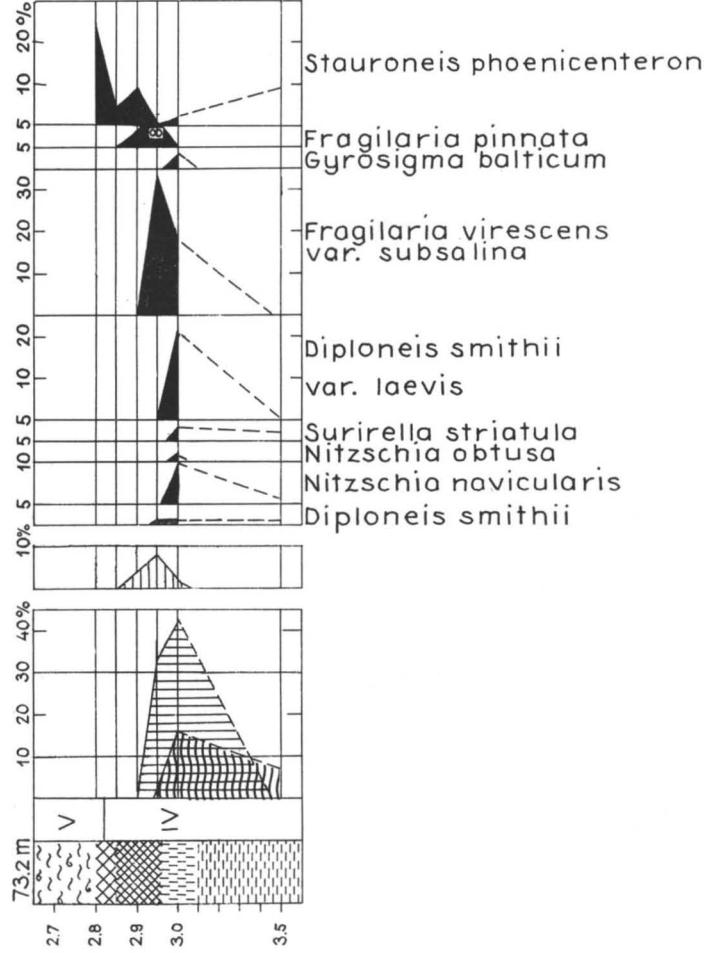 20%
10
Stauroneis phoenicenteron
5
8
5
Fragilaria pinnata
Gyrosigma balticum
30
20
10
Fragilaria virescens
var. subsalina
20
10
Diploneis smithii
var. laevis
5
5
10
Surirella striatula
Nitzschia obtusa
Nitzschia navicularis
5
Diploneis smithii
10%
40%
30
20
10
V
IV
73,2 m
2.7
2.8
2.9
3.0
3.5